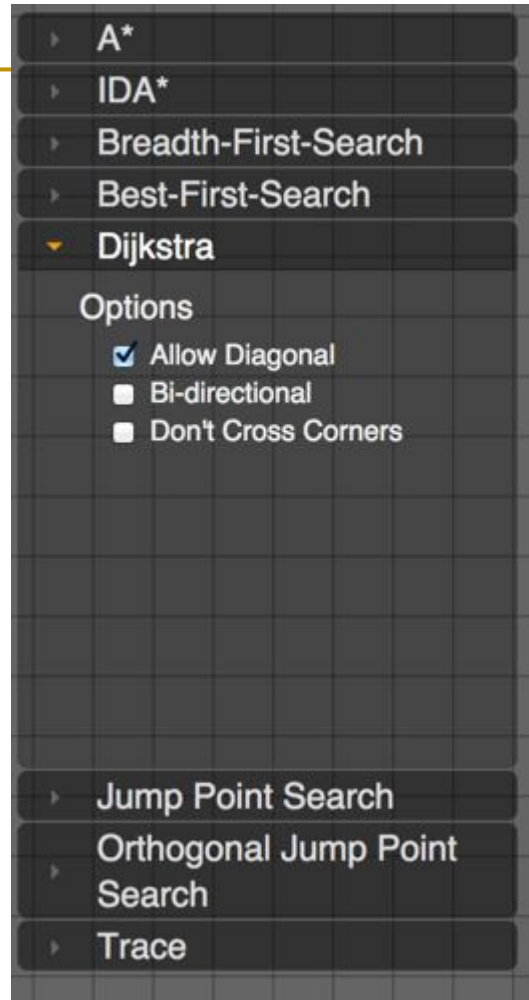 A*
IDA*
Breadth-First-Search
Best-First-Search
Dijkstra
Options
Allow Diagonal
Bi-directional
Don't Cross Corners
Jump Point Search
Orthogonal Jump Point
Search
Trace